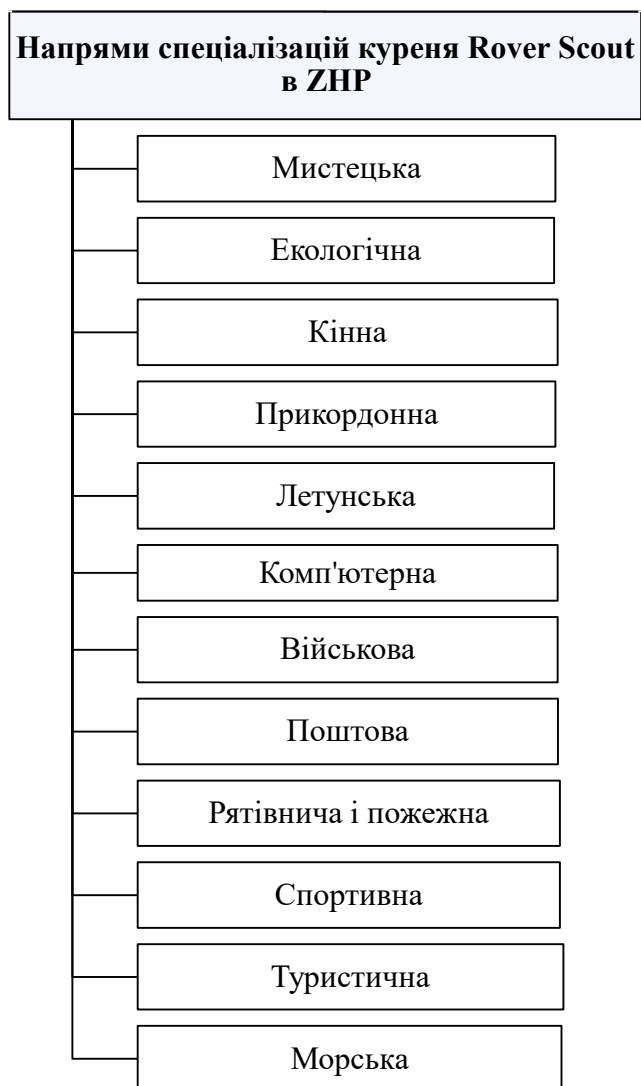 Напрями спеціалізацій куреня Rover Scout
в ZHP
Мистецька
Екологічна
Кінна
Прикордонна
Летунська
Комп'ютерна
Військова
Поштова
Рятівнича і пожежна
Спортивна
Туристична
Морська